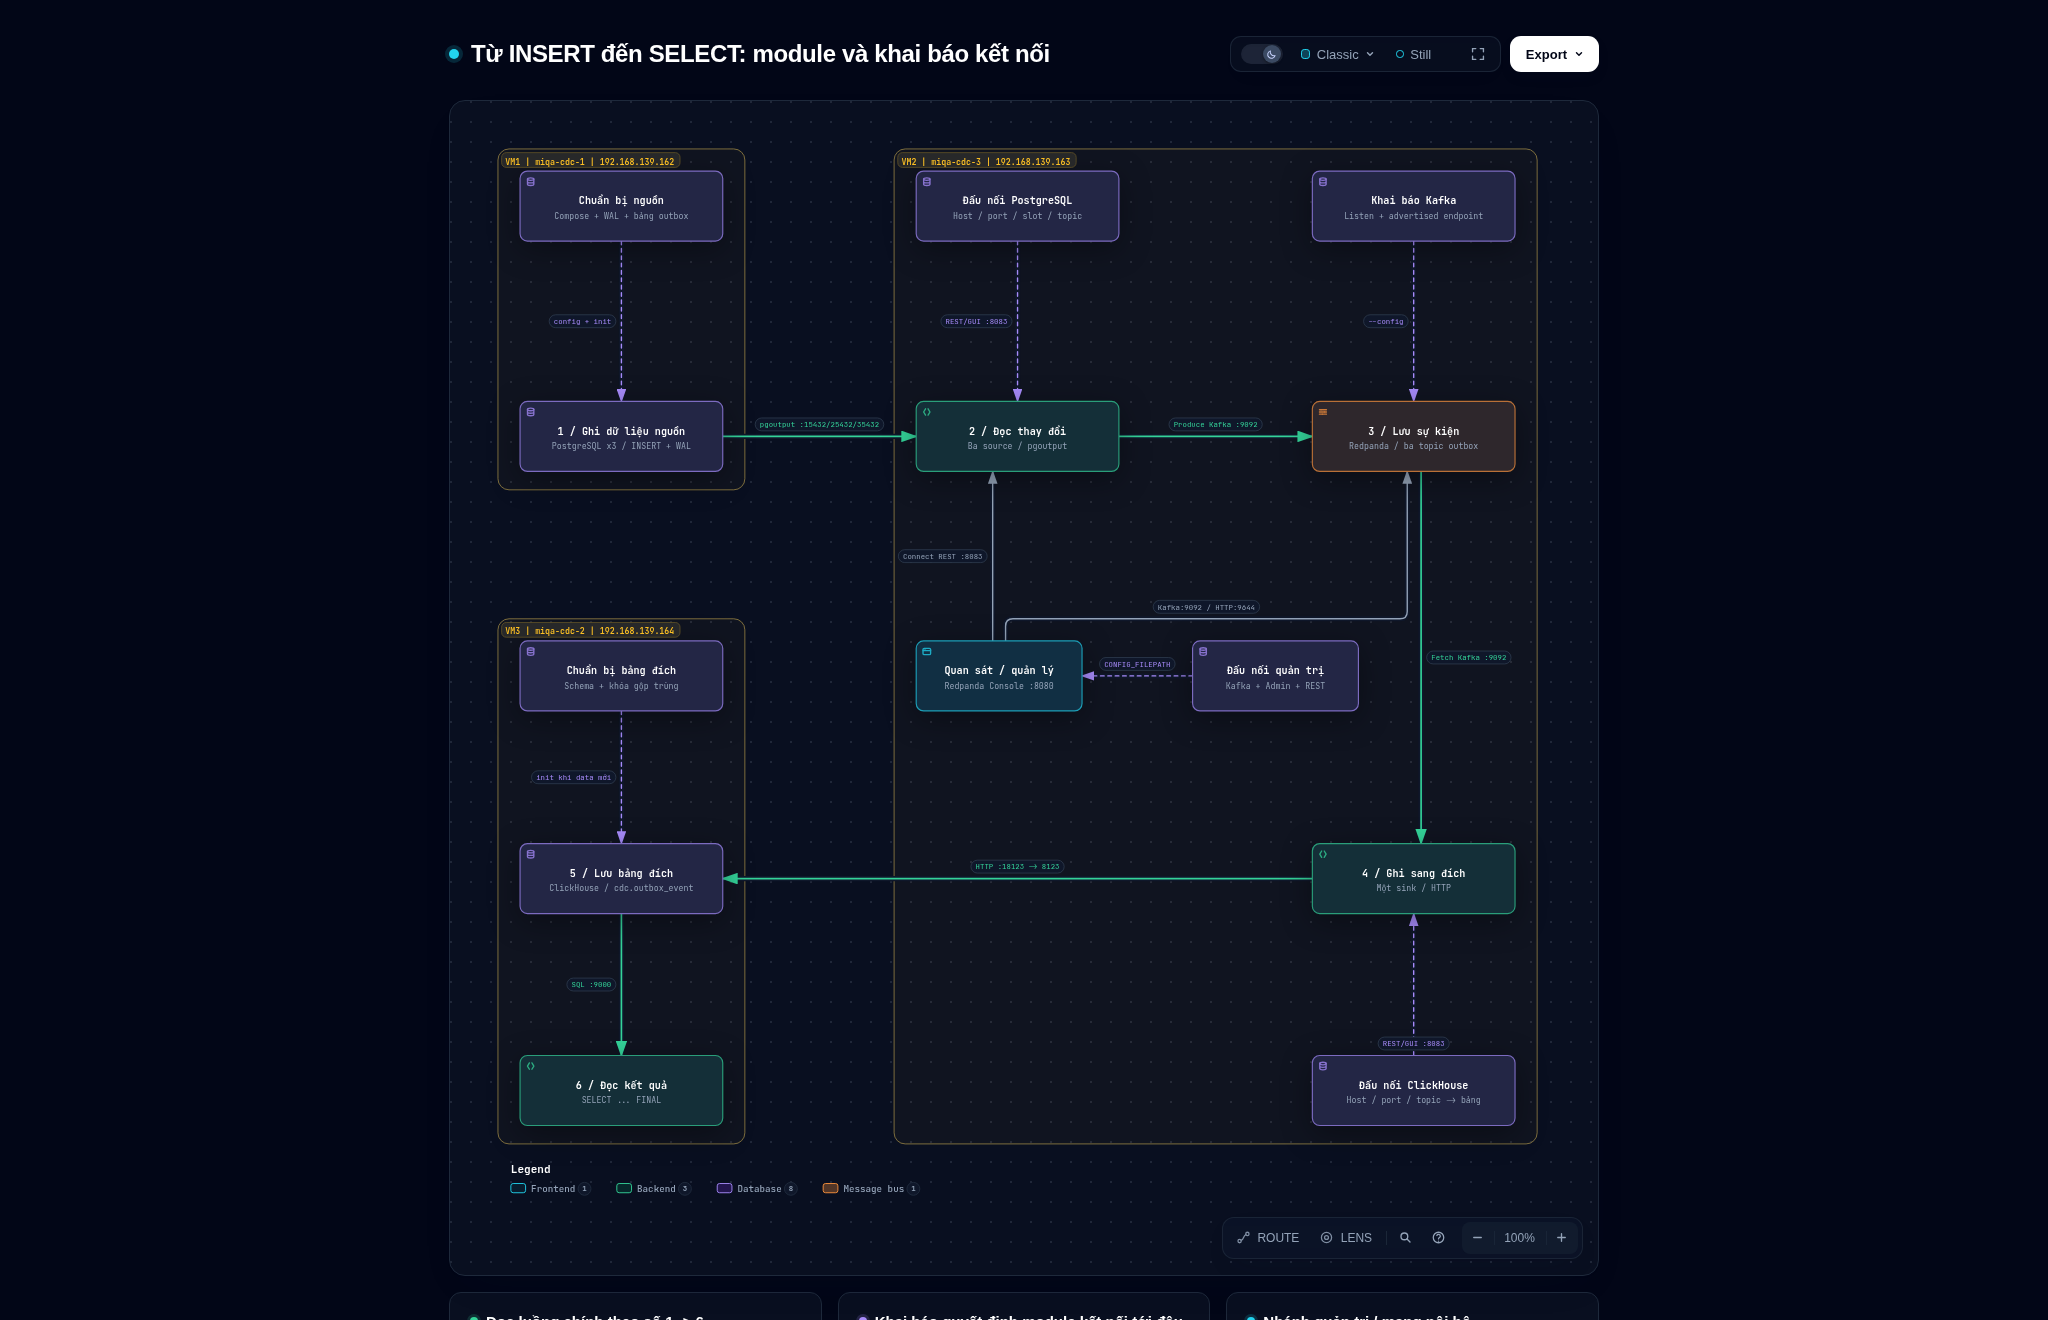 Từ INSERT đến SELECT: module và khai báo kết nối
Classic
Still
Export
VM1 | miqa-cdc-1 | 192.168.139.162
Chuẩn bị nguồn
Compose + WAL + bảng outbox
config + init
1 / Ghi dữ liệu nguồn
PostgreSQL x3 / INSERT + WAL
pgoutput :15432/25432/35432
VM2 | miqa-cdc-3 | 192.168.139.163
Đấu nối PostgreSQL
Host / port / slot / topic
REST/GUI :8083
2 / Đọc thay đổi
Ba source / pgoutput
Produce Kafka :9092
Khai báo Kafka
Listen + advertised endpoint
--config
3 / Lưu sự kiện
Redpanda / ba topic outbox
Connect REST :8083
Kafka:9092 / HTTP:9644
Quan sát / quản lý
Redpanda Console :8080
CONFIG_FILEPATH
Đấu nối quản trị
Kafka + Admin + REST
Fetch Kafka :9092
VM3 | miqa-cdc-2 | 192.168.139.164
Chuẩn bị bảng đích
Schema + khóa gộp trùng
init khi data mới
5 / Lưu bảng đích
ClickHouse / cdc.outbox_event
HTTP :18123 -> 8123
4 / Ghi sang đích
Một sink / HTTP
SQL :9000
REST/GUI :8083
6 / Đọc kết quả
SELECT ... FINAL
Đấu nối ClickHouse
Host / port / topic -> bảng
Legend
Frontend 1
Backend 3
Database 8
Message bus 1
ROUTE
LENS
100%